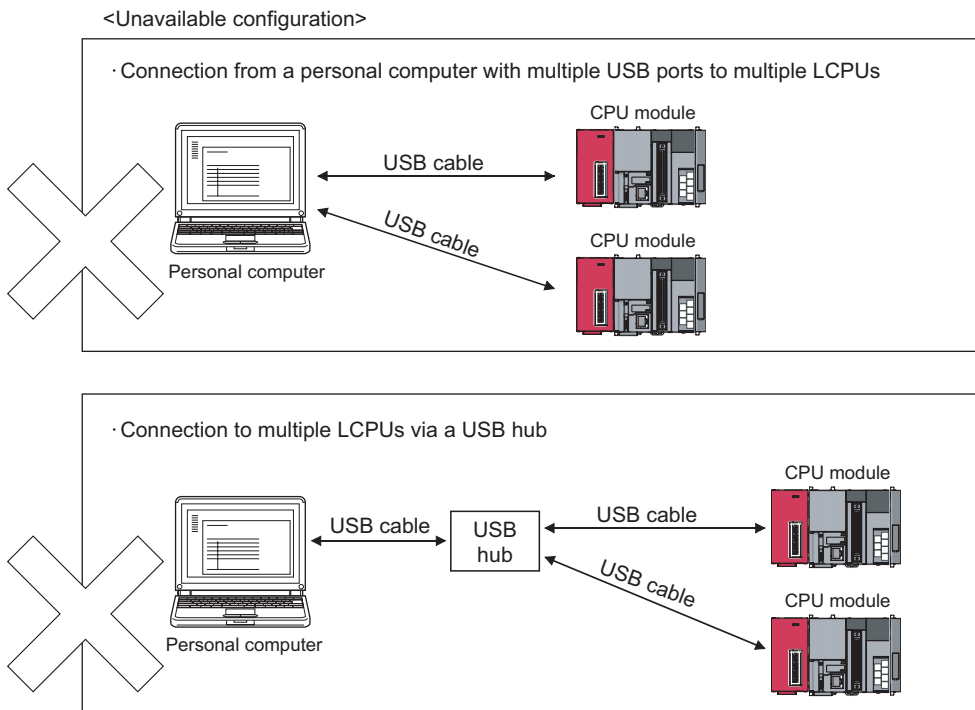 <Unavailable configuration>
· Connection from a personal computer with multiple USB ports to multiple LCPUs
CPU module
USB cable
USB cable
CPU module
Personal computer
· Connection to multiple LCPUs via a USB hub
CPU module
USB cable
USB
hub
USB cable
USB cable
CPU module
Personal computer